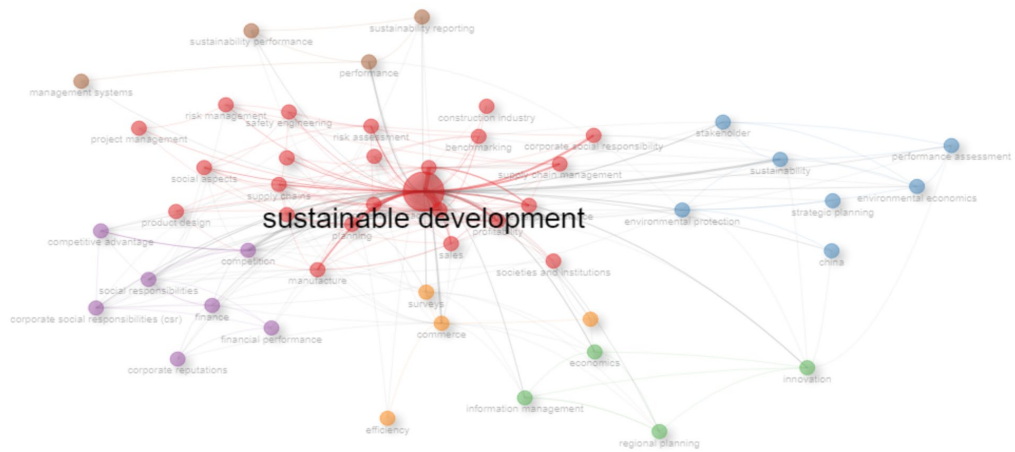 sustainability reporting
sustainability performance
performance
management systems
risk management
safety engineering
construction industry
project management
risk assessment
benchmarking
corporate social responsibility
stakeholder
performance assessment
social aspects
supply chain management
sustainability
supply chains
environmental economics
product design
sustainable development
strategic planning
environmental protection
planning
profitability
competitive advantage
competition
sales
china
manufacture
societies and institutions
social responsibilities
surveys
corporate social responsibilities (csr)
finance
financial performance
commerce
economics
corporate reputations
innovation
information management
efficiency
regional planning